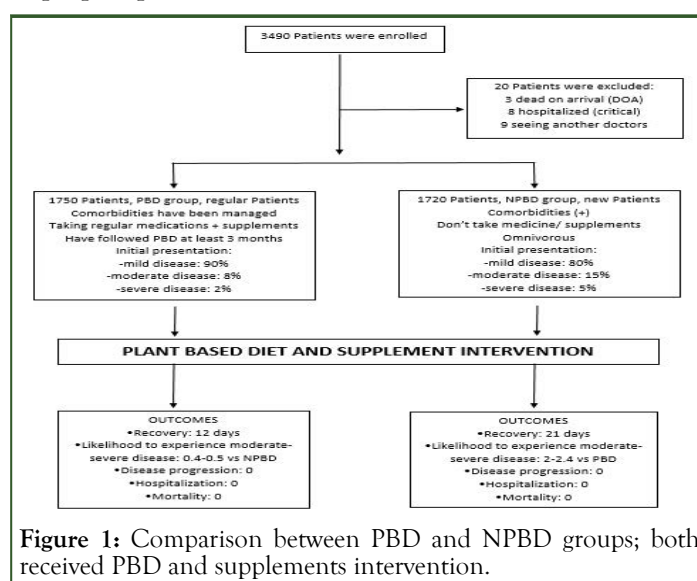 3490 Patients were enrolled
20 Patients were excluded:
3 dead on arrival (DOA)
8 hospitalized (critical)
9 seeing another doctors
1750 Patients, PBD group, regular Patients
Comorbidities have been managed
Taking regular medications + supplements
Have followed PBD at least 3 months
Initial presentation:
-mild disease: 90%
-moderate disease: 8%
-severe disease: 2%
1720 Patients, NPBD group, new Patients
Comorbidities (+)
Don't take medicine/ supplements
Omnivorous
Initial presentation:
-mild disease: 80%
-moderate disease: 15%
-severe disease: 5%
PLANT BASED DIET AND SUPPLEMENT INTERVENTION
OUTCOMES
•Recovery: 12 days
•Likelihood to experience moderate-
severe disease: 0.4-0.5 vs NPBD
•Disease progression: 0
•Hospitalization: 0
•Mortality: 0
OUTCOMES
•Recovery: 21 days
•Likelihood to experience moderate-
severe disease: 2-2.4 vs PBD
•Disease progression: 0
•Hospitalization: 0
•Mortality: 0
Figure 1: Comparison between PBD and NPBD groups; both
received PBD and supplements intervention.